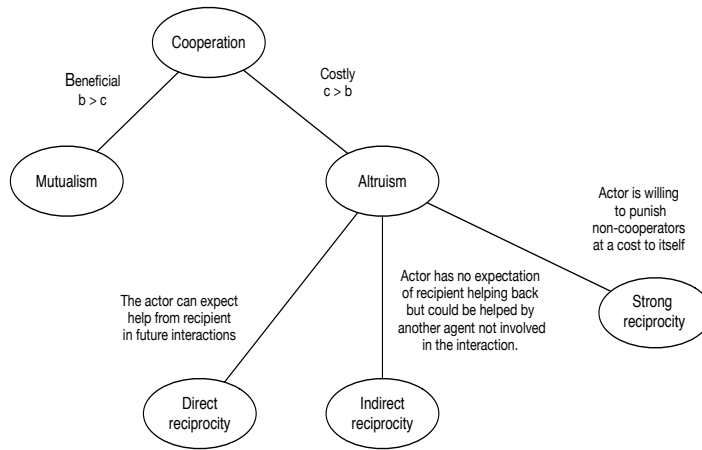 Cooperation
Beneficial
b > c
Costly
c > b
Mutualism
Altruism
Actor is willing
to punish
non-cooperators
at a cost to itself
The actor can expect
help from recipient
in future interactions
Actor has no expectation
of recipient helping back
but could be helped by
another agent not involved
in the interaction.
Strong
reciprocity
Direct
reciprocity
Indirect
reciprocity